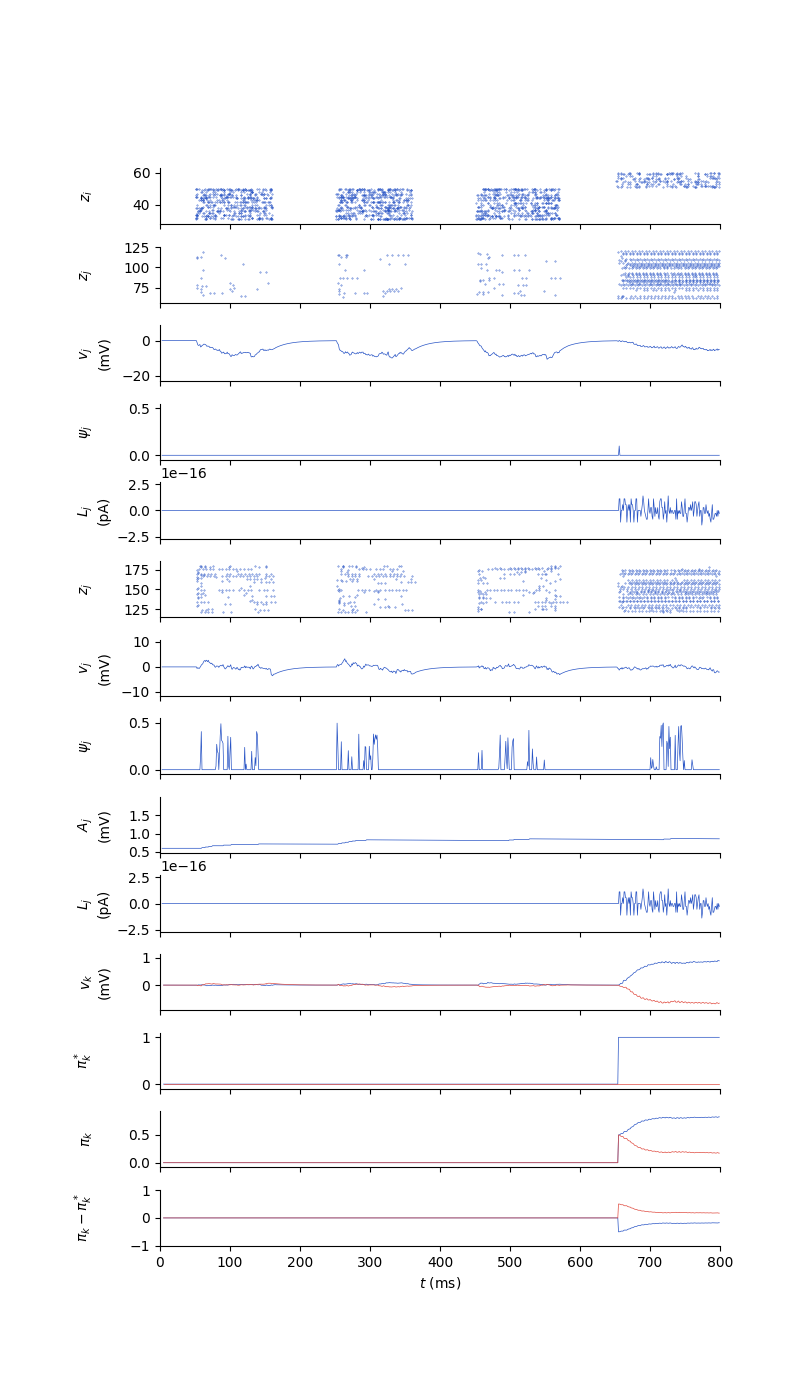 60
40
z_i
125
100
75
z_j
0
−20
v_j
(mV)
0.5
0.0
ψ_j
1e−16
2.5
0.0
−2.5
L_j
(pA)
175
150
125
z_j
10
0
−10
v_j
(mV)
0.5
0.0
ψ_j
1.5
1.0
0.5
A_j
(mV)
1e−16
2.5
0.0
−2.5
L_j
(pA)
1
0
v_k
(mV)
1
0
π_k^*
0.5
0.0
π_k
1
0
−1
π_k − π_k^*
0 100 200 300 400 500 600 700 800
t (ms)